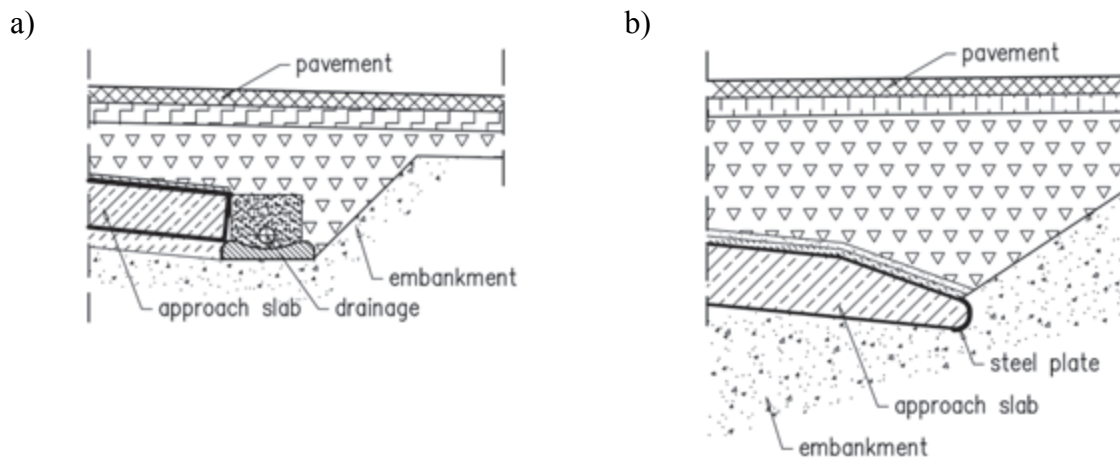 a)
pavement
embankment
approach slab
drainage
b)
pavement
steel plate
approach slab
embankment